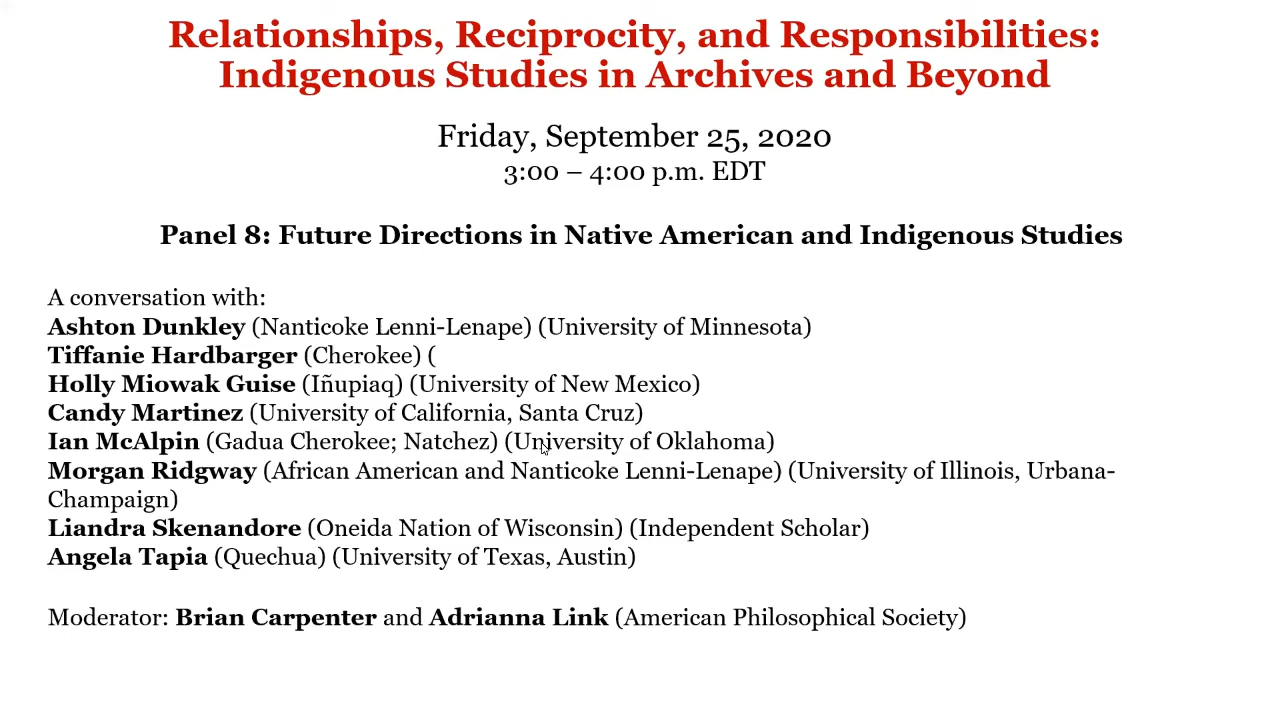 Relationships, Reciprocity, and Responsibilities:
Indigenous Studies in Archives and Beyond
Friday, September 25, 2020
3:00 – 4:00 p.m. EDT
Panel 8: Future Directions in Native American and Indigenous Studies
A conversation with:
Ashton Dunkley (Nanticoke Lenni-Lenape) (University of Minnesota)
Tiffanie Hardbarger (Cherokee) (
Holly Miowak Guise (Iñupiaq) (University of New Mexico)
Candy Martinez (University of California, Santa Cruz)
Ian McAlpin (Gadua Cherokee; Natchez) (University of Oklahoma)
Morgan Ridgway (African American and Nanticoke Lenni-Lenape) (University of Illinois, Urbana-
Champaign)
Liandra Skenandore (Oneida Nation of Wisconsin) (Independent Scholar)
Angela Tapia (Quechua) (University of Texas, Austin)
Moderator: Brian Carpenter and Adrianna Link (American Philosophical Society)